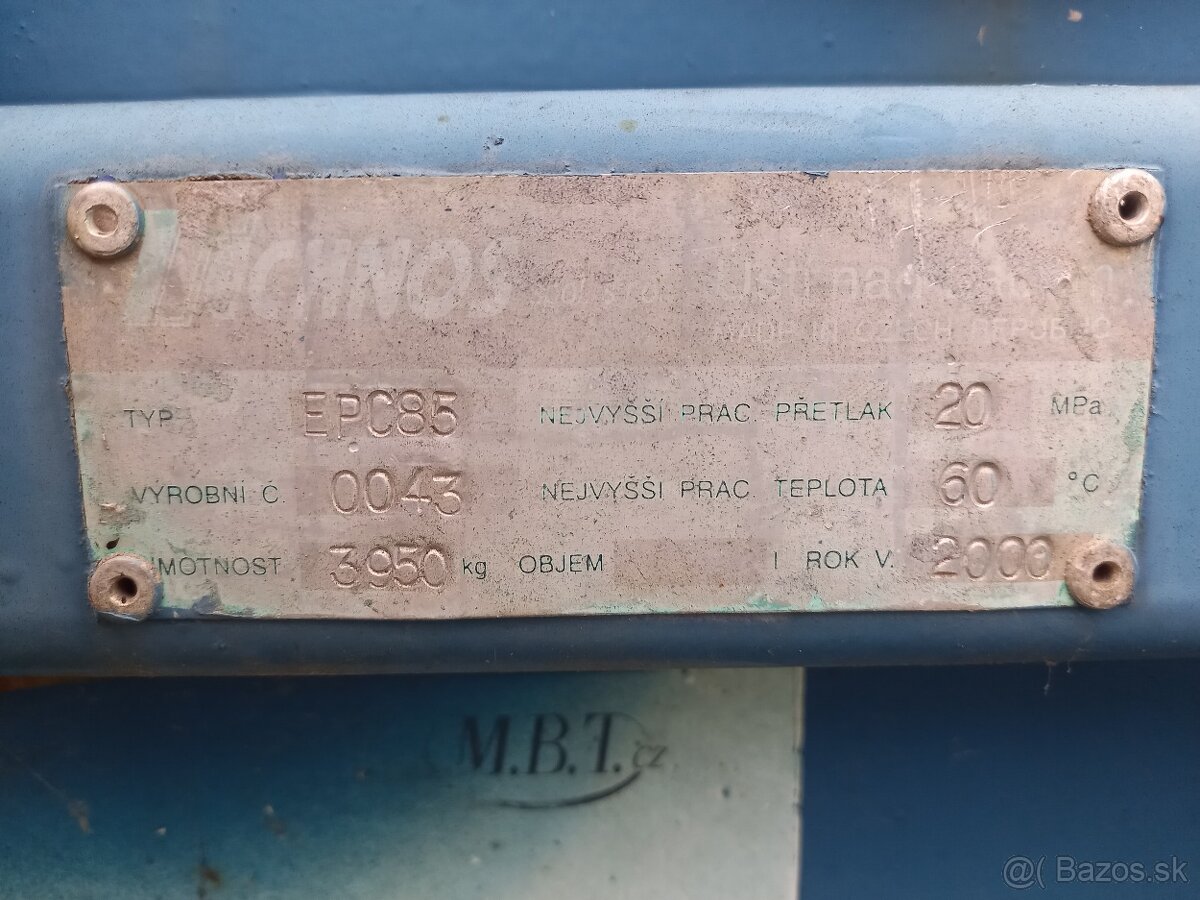 TYP EPC85 NEJVYŠŠÍ PRAC PŘETLAK 20 MPa
VÝROBNÍ Č. 0043 NEJVYŠŠÍ PRAC TEPLOTA 60 °C
HMOTNOST 3950 kg OBJEM l ROK V. 2000
M.B.T.cz
@( Bazos.sk